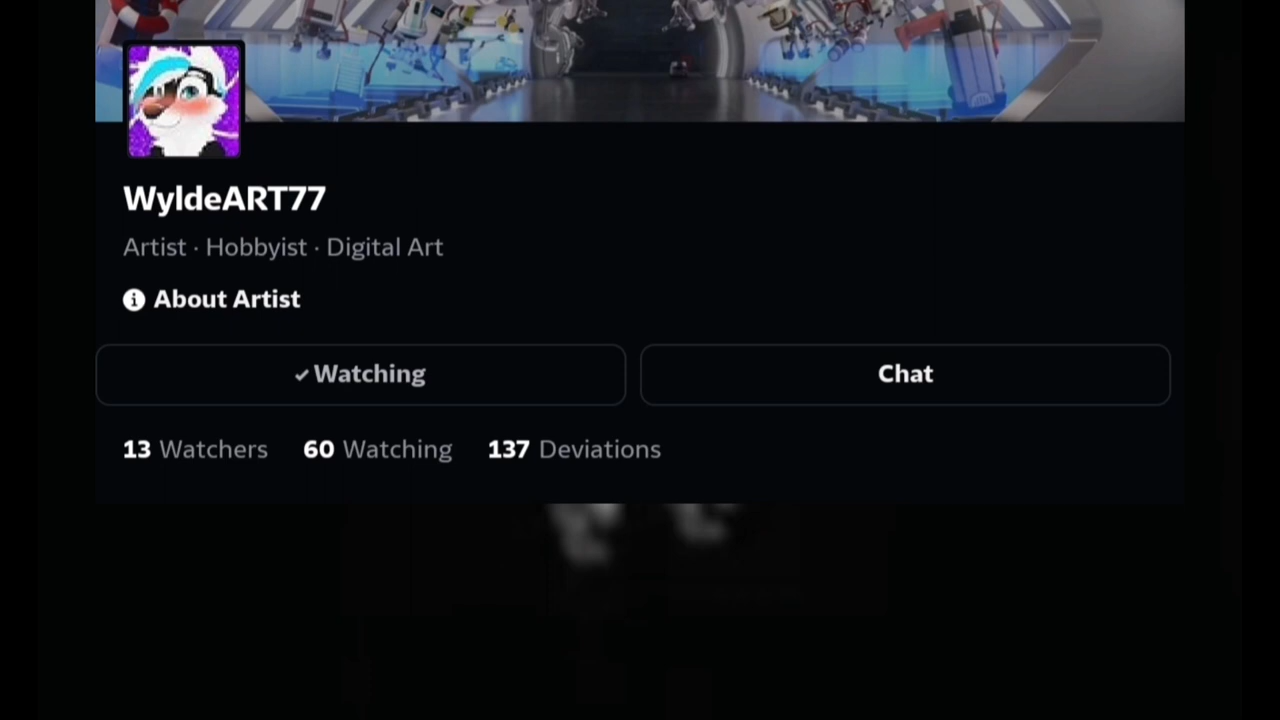 WyldeART77
Artist · Hobbyist · Digital Art
About Artist
Watching Chat
13 Watchers 60 Watching 137 Deviations